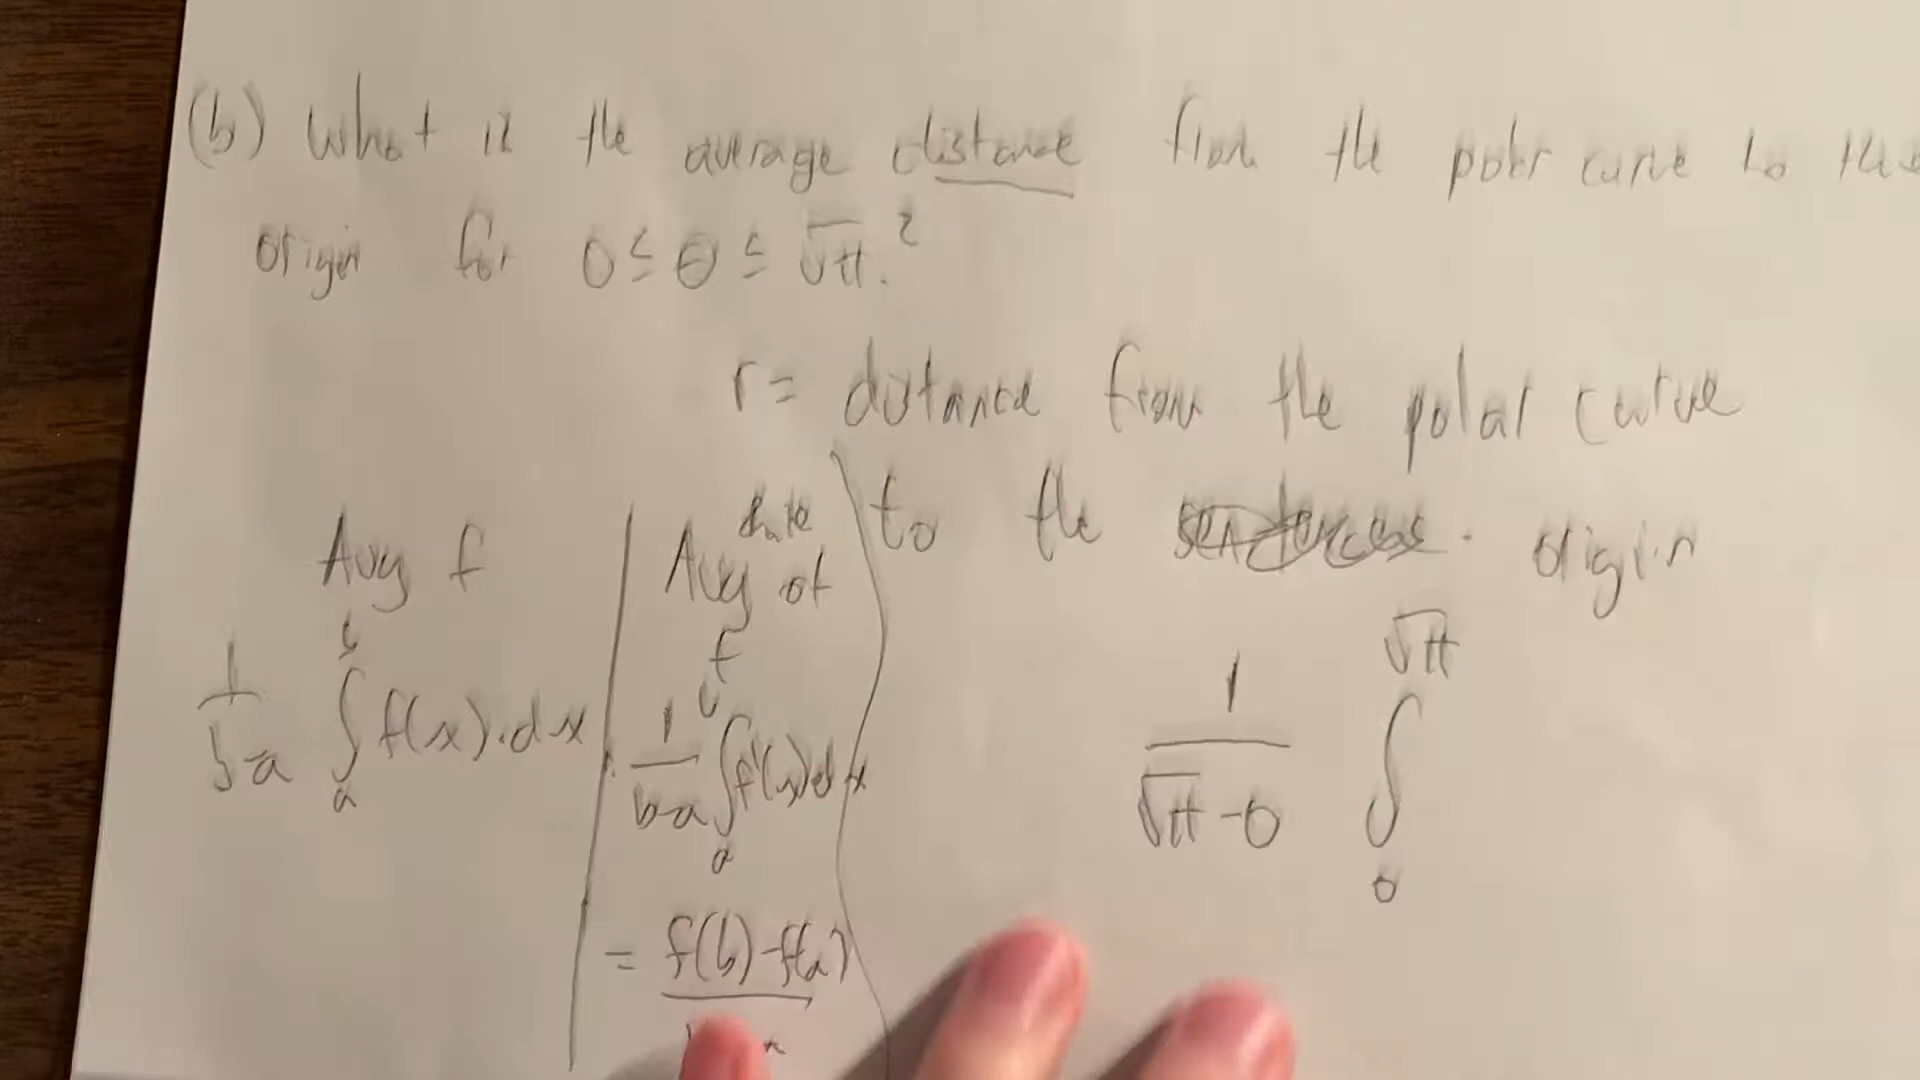 (b) What is the average distance from the polar curve to the
origin for 0 ≤ θ ≤ √π.?
r = distance from the polar curve
to the . origin
Avg f
1/(b-a) ∫_a^b f(x).dx
Avg rate of
f
1/(b-a) ∫_a^b f'(x)dx
= f(b)-f(a)
1/(√π-0) ∫_0^√π